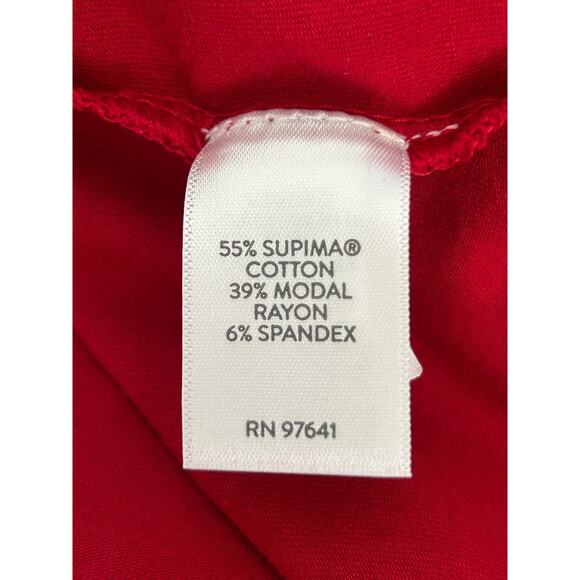 55% SUPIMA®
COTTON
39% MODAL
RAYON
6% SPANDEX
RN 97641